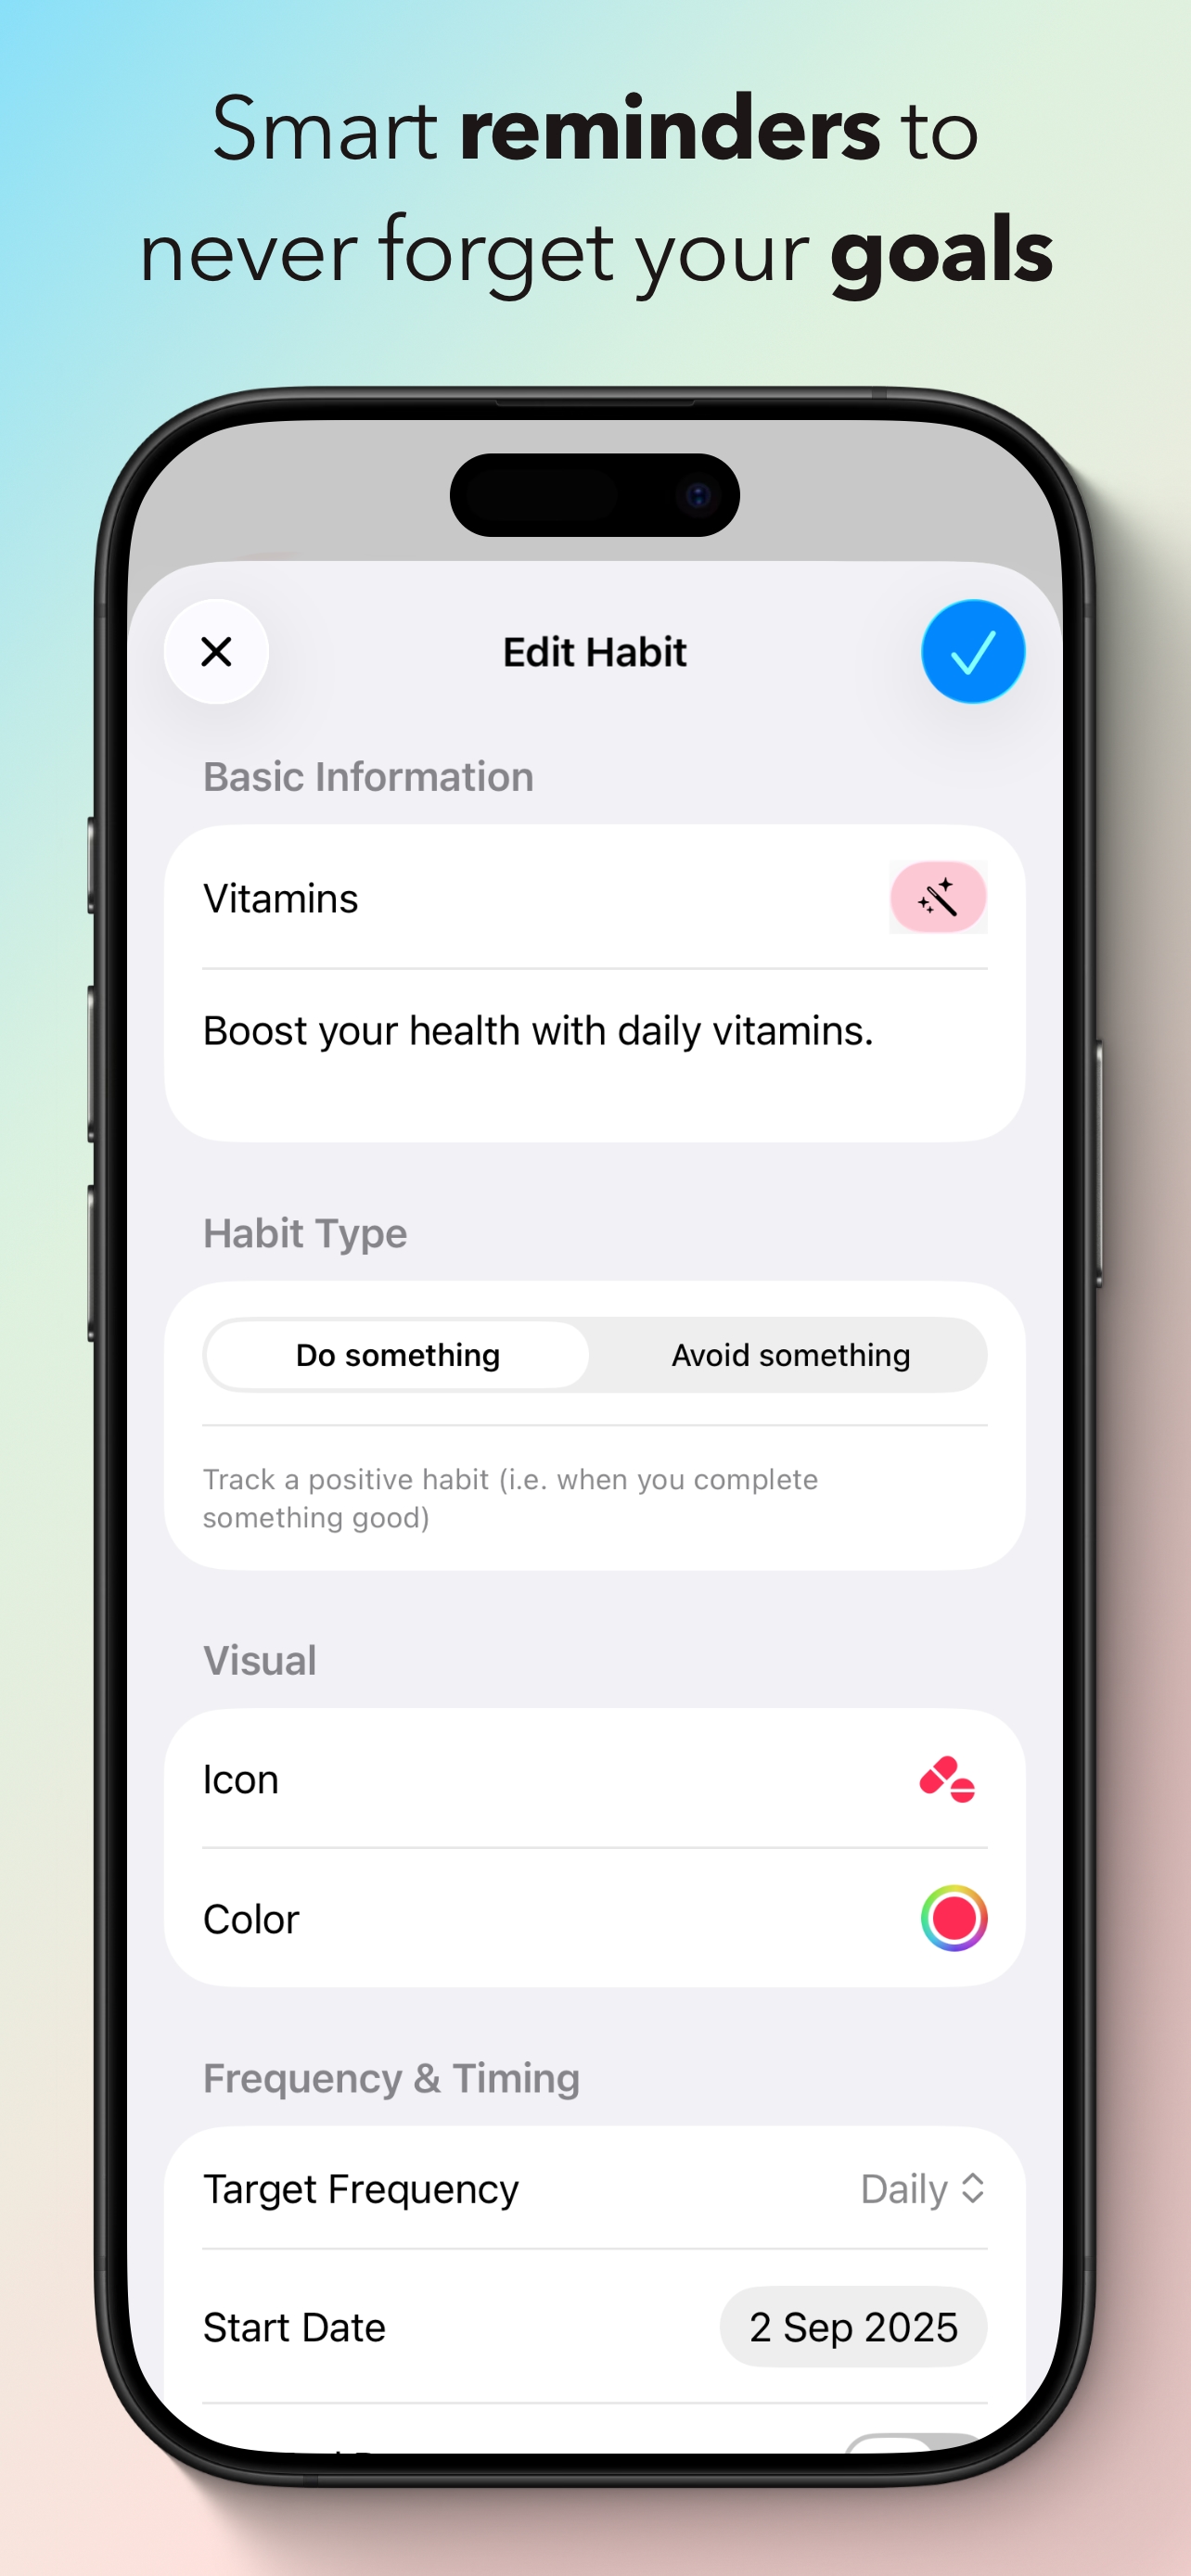 Smart reminders to
never forget your goals
Edit Habit
Basic Information
Vitamins
Boost your health with daily vitamins.
Habit Type
Do something
Avoid something
Track a positive habit (i.e. when you complete
something good)
Visual
Icon
Color
Frequency & Timing
Target Frequency
Daily
Start Date
2 Sep 2025